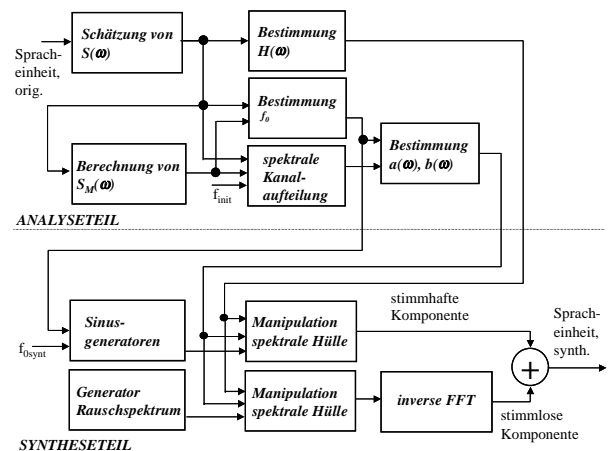 Schätzung von
S(ω)
Sprach-
einheit,
orig.
Bestimmung
H(ω)
Bestimmung
f0
Berechnung von
SM(ω)
spektrale
Kanal-
aufteilung
finit
Bestimmung
a(ω), b(ω)
ANALYSETEIL
Sinus-
generatoren
f0synt
Generator
Rauschspektrum
Manipulation
spektrale Hülle
Manipulation
spektrale Hülle
stimmhafte
Komponente
inverse FFT
+
Sprach-
einheit,
synth.
stimmlose
Komponente
SYNTHESETEIL